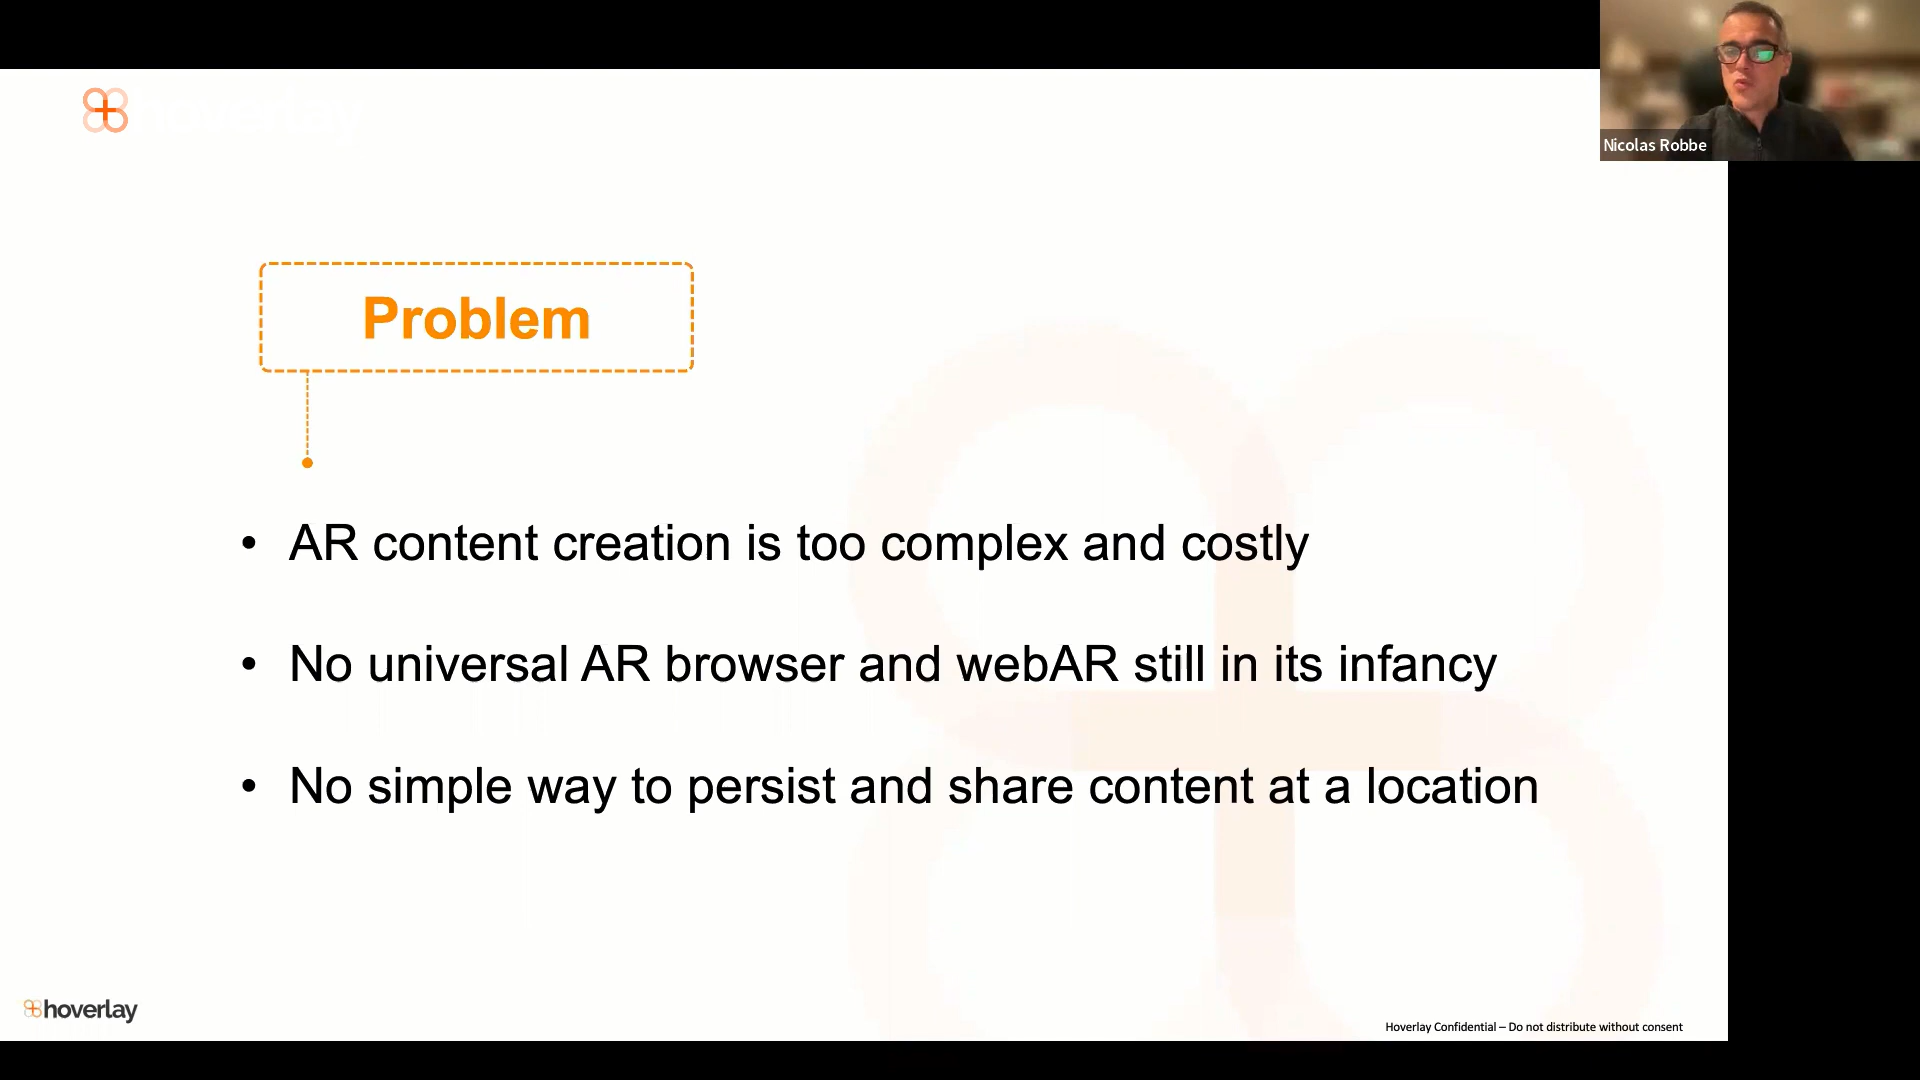 hoverlay
Nicolas Robbe
Problem
• AR content creation is too complex and costly
• No universal AR browser and webAR still in its infancy
• No simple way to persist and share content at a location
hoverlay
Hoverlay Confidential – Do not distribute without consent